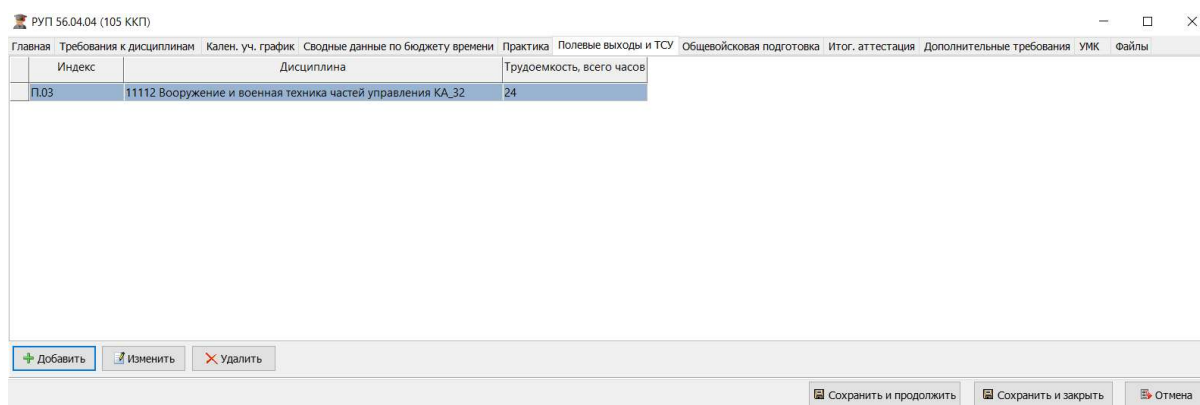 РУП 56.04.04 (105 ККП)
Главная Требования к дисциплинам Кален. уч. график Сводные данные по бюджету времени Практика Полевые выходы и ТСУ Общевойсковая подготовка Итог. аттестация Дополнительные требования УМК Файлы
Индекс Дисциплина Трудоемкость, всего часов
П.03 11112 Вооружение и военная техника частей управления КА_32 24
Добавить Изменить Удалить
Сохранить и продолжить Сохранить и закрыть Отмена